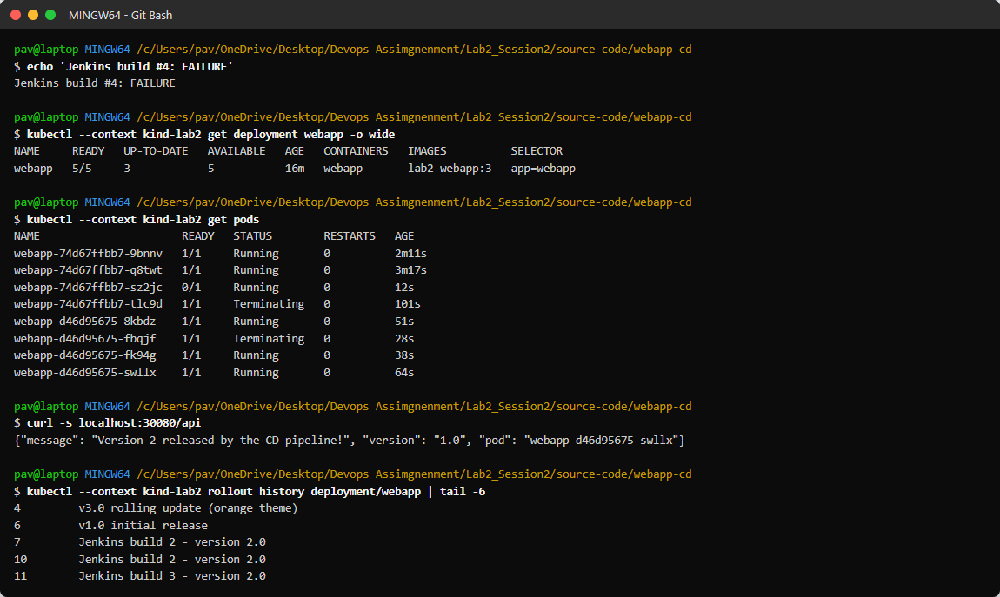 MINGW64 - Git Bash
pav@laptop MINGW64 /c/Users/pav/OneDrive/Desktop/Devops Assimgnenment/Lab2_Session2/source-code/webapp-cd
$ echo 'Jenkins build #4: FAILURE'
Jenkins build #4: FAILURE
pav@laptop MINGW64 /c/Users/pav/OneDrive/Desktop/Devops Assimgnenment/Lab2_Session2/source-code/webapp-cd
$ kubectl --context kind-lab2 get deployment webapp -o wide
NAME     READY   UP-TO-DATE   AVAILABLE   AGE   CONTAINERS   IMAGES          SELECTOR
webapp   5/5     3            5           16m   webapp       lab2-webapp:3   app=webapp
pav@laptop MINGW64 /c/Users/pav/OneDrive/Desktop/Devops Assimgnenment/Lab2_Session2/source-code/webapp-cd
$ kubectl --context kind-lab2 get pods
NAME                      READY   STATUS        RESTARTS   AGE
webapp-74d67ffbb7-9bnnv   1/1     Running       0          2m11s
webapp-74d67ffbb7-q8twt   1/1     Running       0          3m17s
webapp-74d67ffbb7-sz2jc   0/1     Running       0          12s
webapp-74d67ffbb7-tlc9d   1/1     Terminating   0          101s
webapp-d46d95675-8kbdz    1/1     Running       0          51s
webapp-d46d95675-fbqjf    1/1     Terminating   0          28s
webapp-d46d95675-fk94g    1/1     Running       0          38s
webapp-d46d95675-swllx    1/1     Running       0          64s
pav@laptop MINGW64 /c/Users/pav/OneDrive/Desktop/Devops Assimgnenment/Lab2_Session2/source-code/webapp-cd
$ curl -s localhost:30080/api
{"message": "Version 2 released by the CD pipeline!", "version": "1.0", "pod": "webapp-d46d95675-swllx"}
pav@laptop MINGW64 /c/Users/pav/OneDrive/Desktop/Devops Assimgnenment/Lab2_Session2/source-code/webapp-cd
$ kubectl --context kind-lab2 rollout history deployment/webapp | tail -6
4         v3.0 rolling update (orange theme)
6         v1.0 initial release
7         Jenkins build 2 - version 2.0
10        Jenkins build 2 - version 2.0
11        Jenkins build 3 - version 2.0